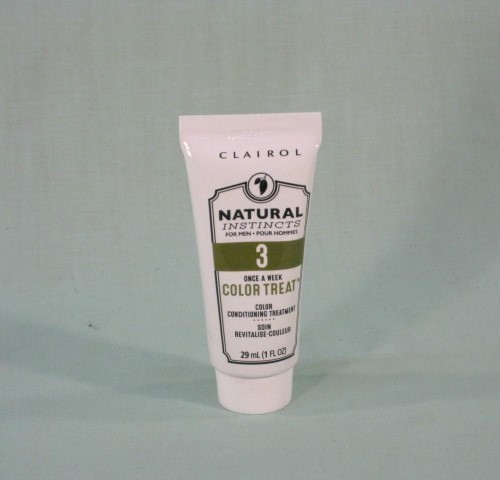 CLAIROL
NATURAL
INSTINCTS
FOR MEN • POUR HOMMES
3
ONCE A WEEK
COLOR TREAT™
COLOR
CONDITIONING TREATMENT
SOIN
REVITALISE-COULEUR
29 mL (1 FL OZ)